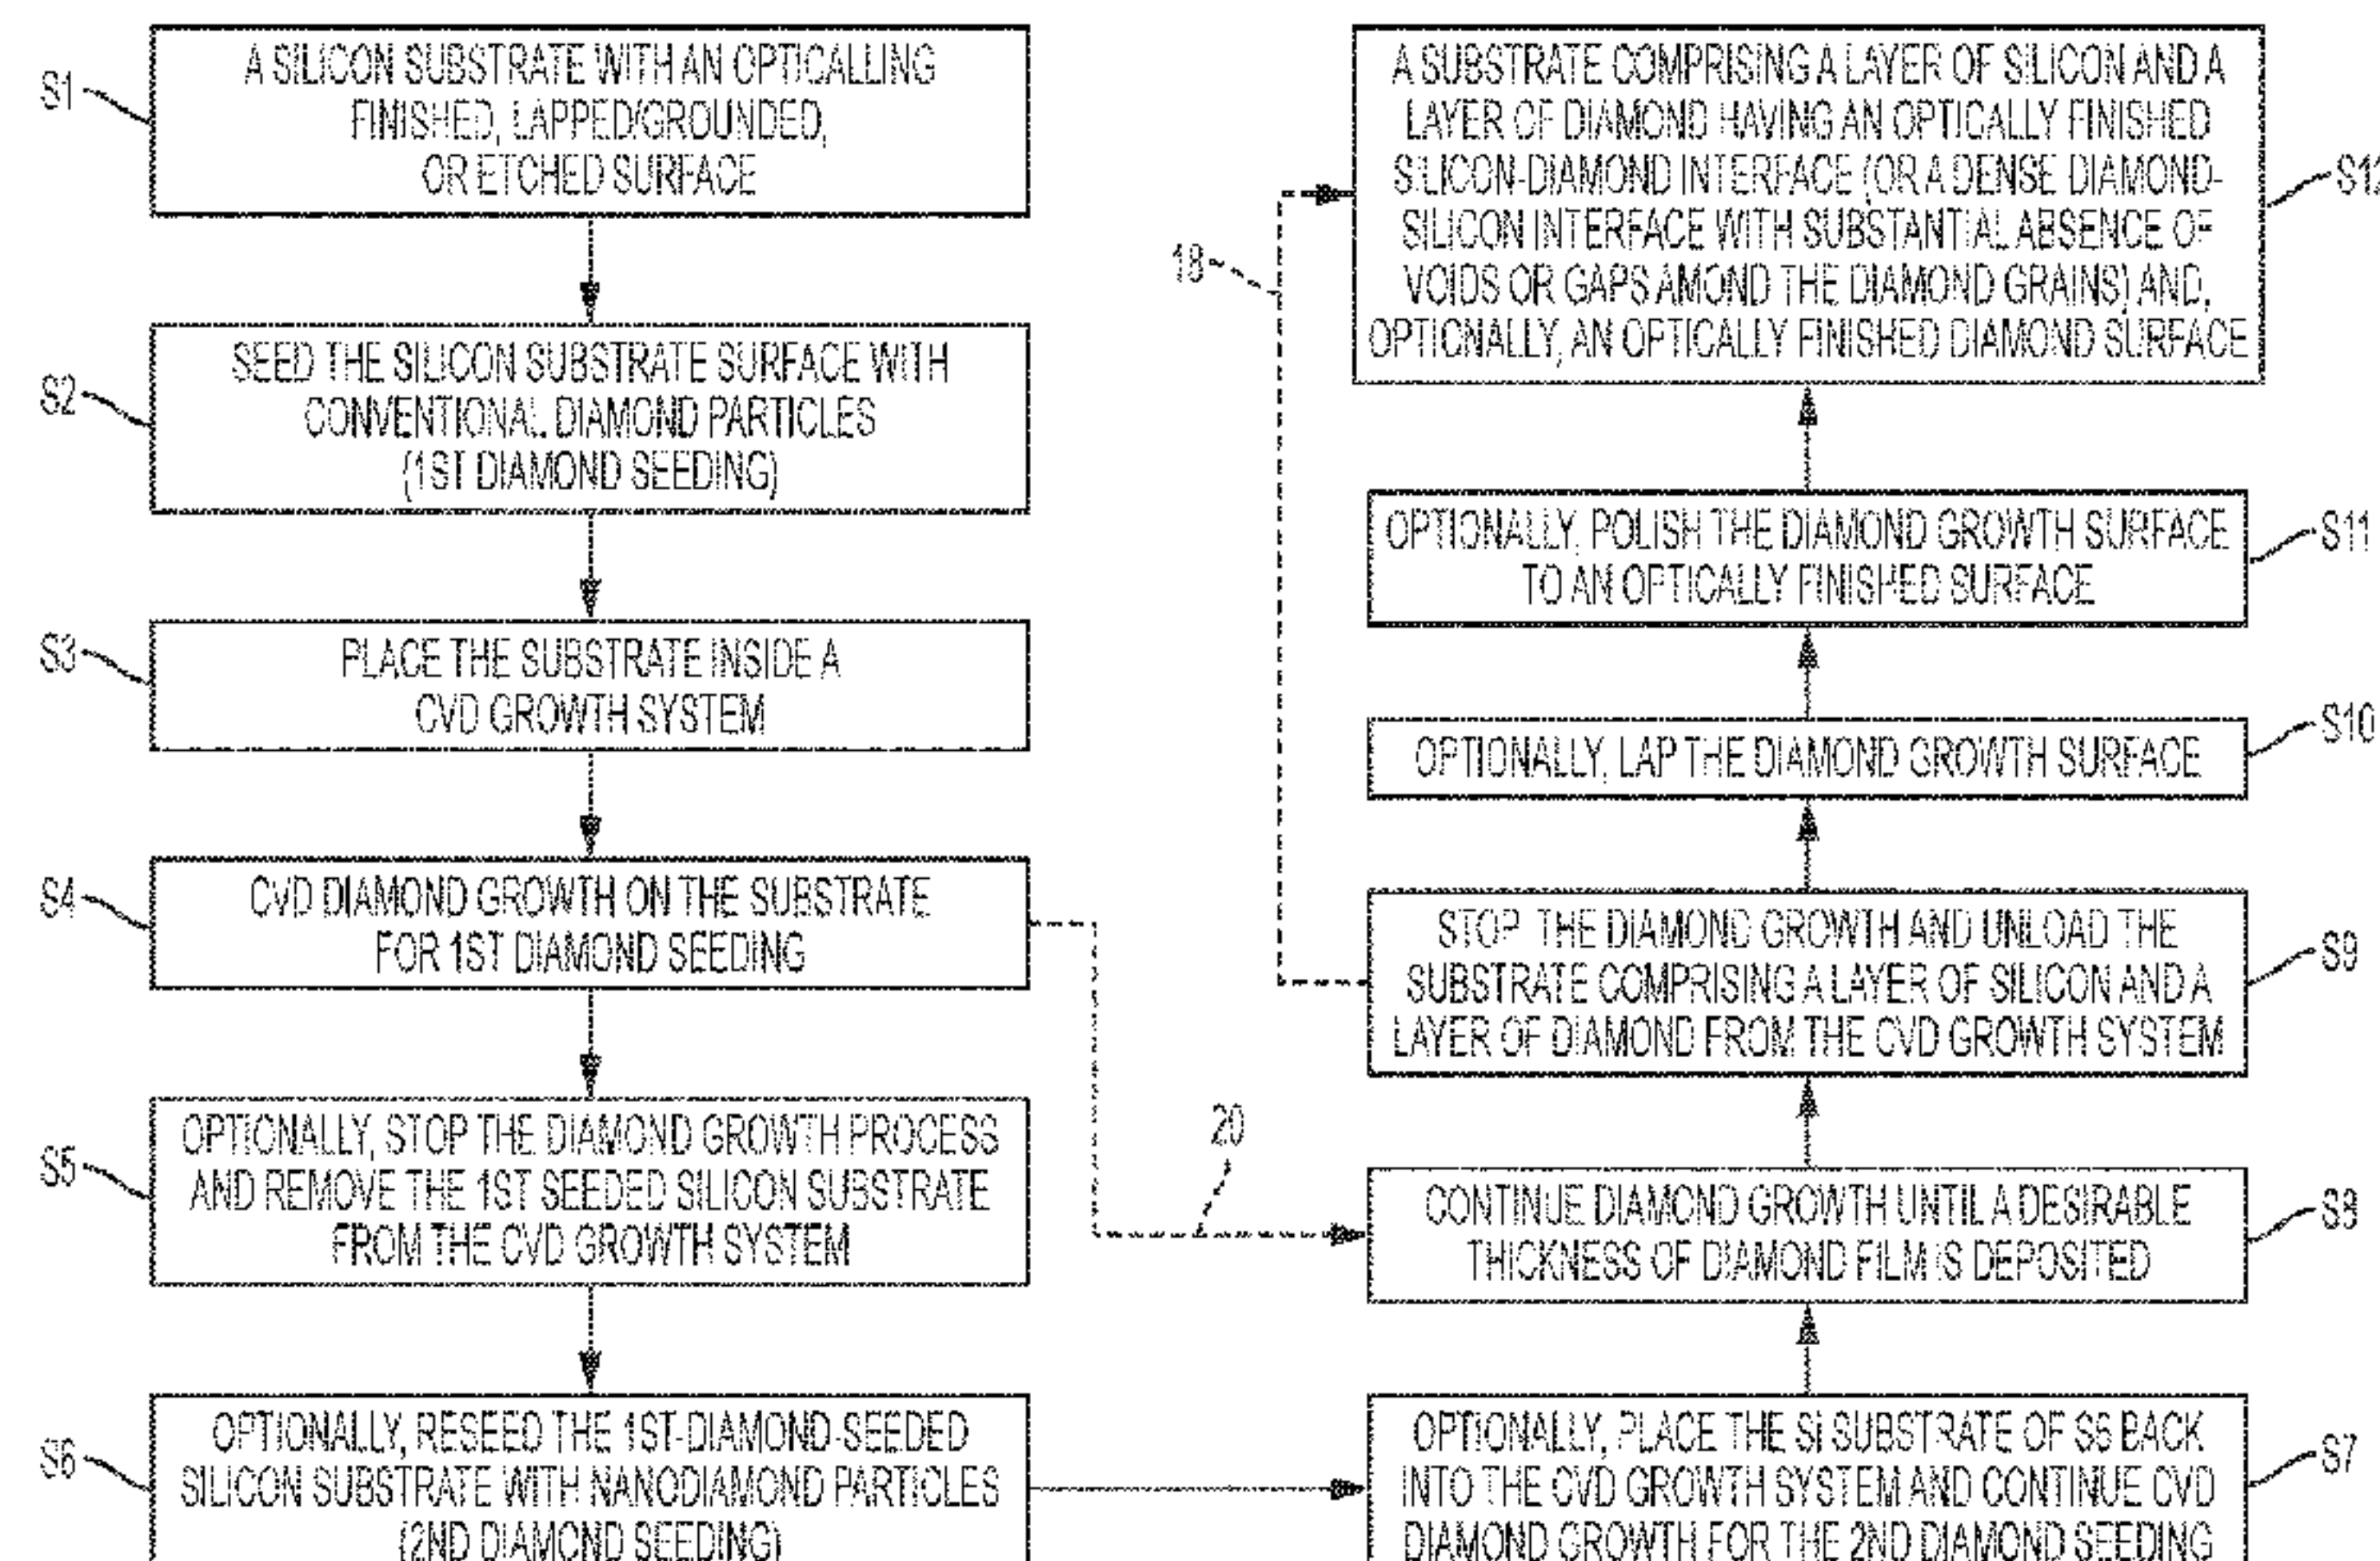 S1
A SILICON SUBSTRATE WITH AN OPTICALLING
FINISHED, LAPPED/GROUNDED,
OR ETCHED SURFACE
S2
SEED THE SILICON SUBSTRATE SURFACE WITH
CONVENTIONAL DIAMOND PARTICLES
(1ST DIAMOND SEEDING)
S3
PLACE THE SUBSTRATE INSIDE A
CVD GROWTH SYSTEM
S4
CVD DIAMOND GROWTH ON THE SUBSTRATE
FOR 1ST DIAMOND SEEDING
S5
OPTIONALLY, STOP THE DIAMOND GROWTH PROCESS
AND REMOVE THE 1ST SEEDED SILICON SUBSTRATE
FROM THE CVD GROWTH SYSTEM
S6
OPTIONALLY, RESEED THE 1ST-DIAMOND-SEEDED
SILICON SUBSTRATE WITH NANODIAMOND PARTICLES
(2ND DIAMOND SEEDING)
OPTIONALLY, PLACE THE SI SUBSTRATE OF S6 BACK
INTO THE CVD GROWTH SYSTEM AND CONTINUE CVD
DIAMOND GROWTH FOR THE 2ND DIAMOND SEEDING
S7
20
CONTINUE DIAMOND GROWTH UNTIL A DESIRABLE
THICKNESS OF DIAMOND FILM IS DEPOSITED
S8
STOP THE DIAMOND GROWTH AND UNLOAD THE
SUBSTRATE COMPRISING A LAYER OF SILICON AND A
LAYER OF DIAMOND FROM THE CVD GROWTH SYSTEM
S9
OPTIONALLY, LAP THE DIAMOND GROWTH SURFACE
S10
OPTIONALLY, POLISH THE DIAMOND GROWTH SURFACE
TO AN OPTICALLY FINISHED SURFACE
S11
18
A SUBSTRATE COMPRISING A LAYER OF SILICON AND A
LAYER OF DIAMOND HAVING AN OPTICALLY FINISHED
SILICON-DIAMOND INTERFACE (OR A DENSE DIAMOND-
SILICON INTERFACE WITH SUBSTANTIAL ABSENCE OF
VOIDS OR GAPS AMOND THE DIAMOND GRAINS) AND,
OPTIONALLY, AN OPTICALLY FINISHED DIAMOND SURFACE
S12